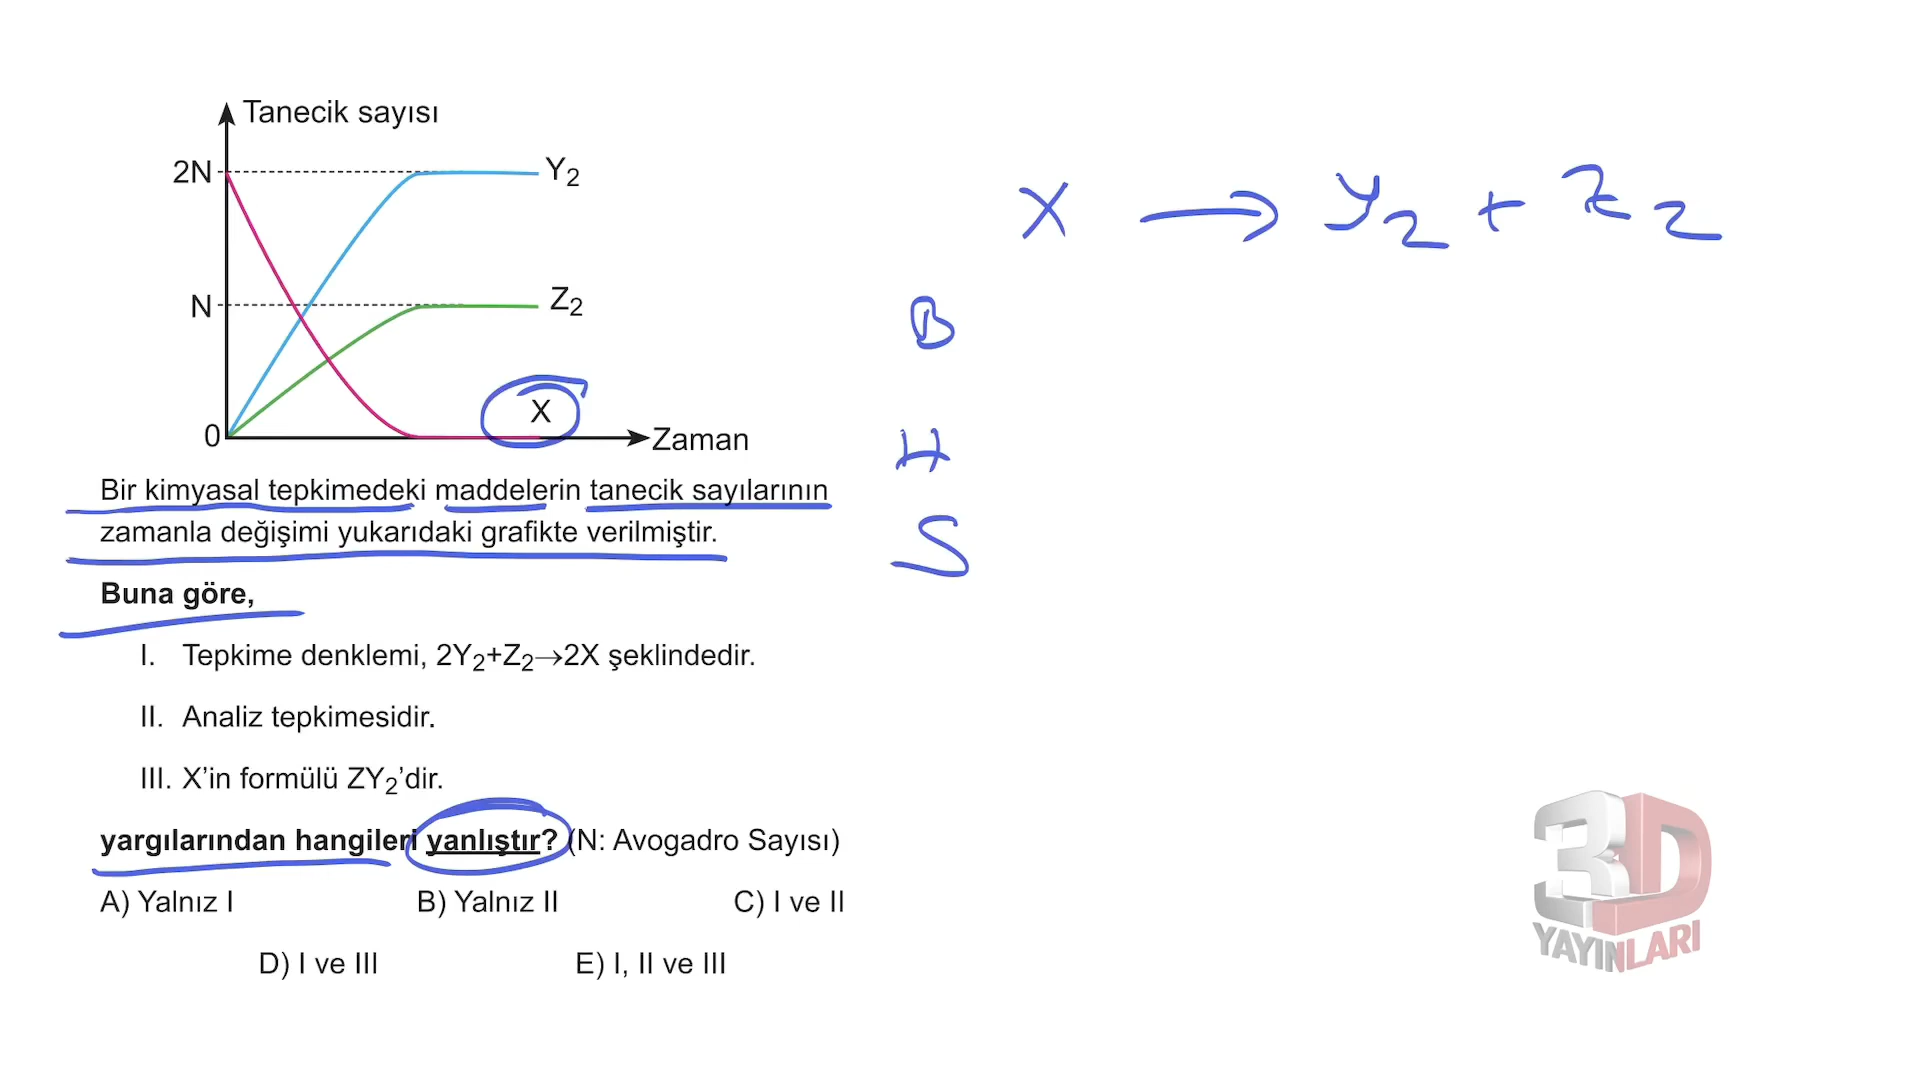 Tanecik sayısı
2N
Y₂
N
Z₂
X
0
Zaman
Bir kimyasal tepkimedeki maddelerin tanecik sayılarının
zamanla değişimi yukarıdaki grafikte verilmiştir.
Buna göre,
I. Tepkime denklemi, 2Y₂+Z₂→2X şeklindedir.
II. Analiz tepkimesidir.
III. X’in formülü ZY₂’dir.
yargılarından hangileri yanlıştır? (N: Avogadro Sayısı)
A) Yalnız I B) Yalnız II C) I ve II
D) I ve III E) I, II ve III
X → Y₂ + Z₂
B
H
S
3D
YAYINLARI